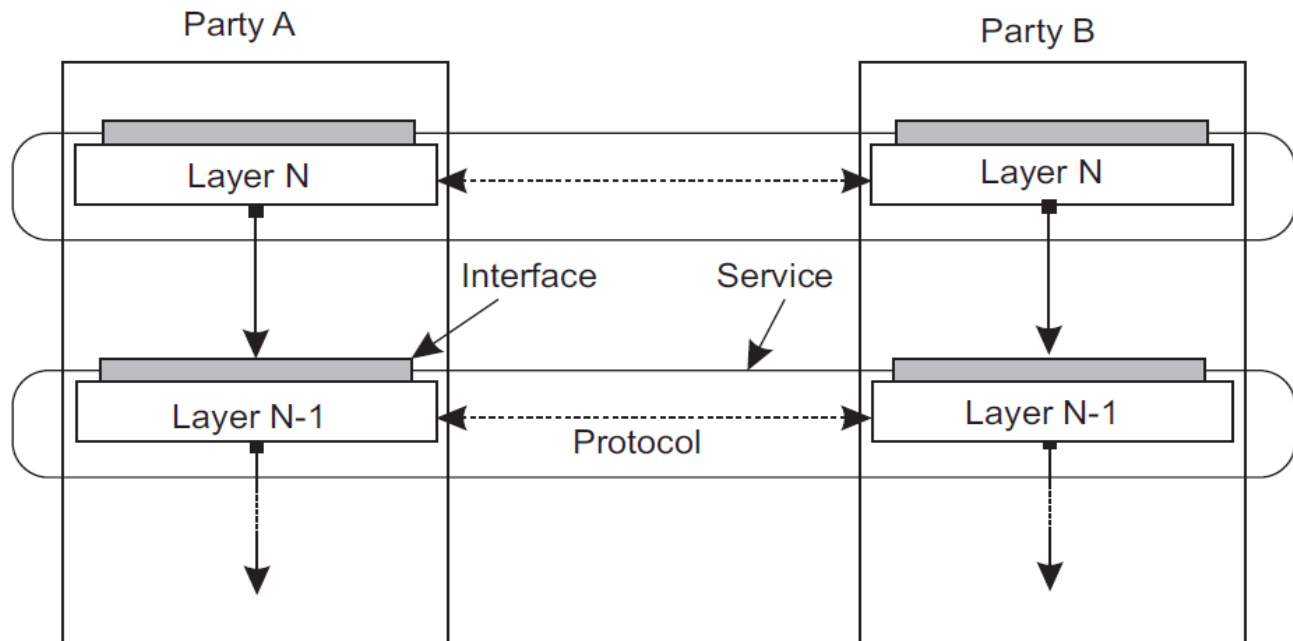 Party A
Party B
Layer N
Layer N
Interface
Service
Layer N-1
Layer N-1
Protocol